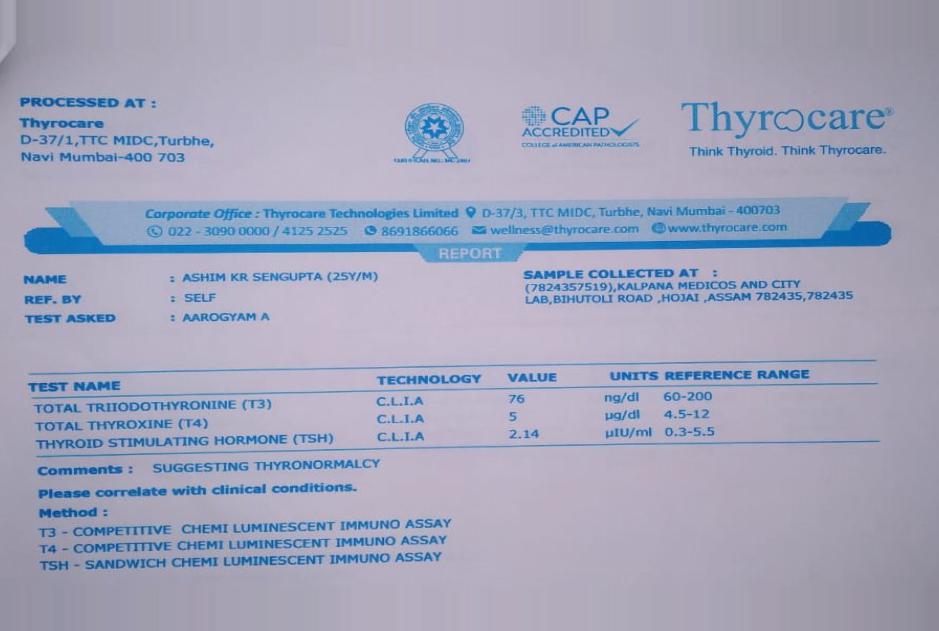 PROCESSED AT :
Thyrocare
D-37/1,TTC MIDC,Turbhe,
Navi Mumbai-400 703
CAP
ACCREDITED
COLLEGE of AMERICAN PATHOLOGISTS
Thyrocare®
Think Thyroid. Think Thyrocare.
Corporate Office : Thyrocare Technologies Limited D-37/3, TTC MIDC, Turbhe, Navi Mumbai - 400703
022 - 3090 0000 / 4125 2525 8691866066 wellness@thyrocare.com www.thyrocare.com
REPORT
NAME : ASHIM KR SENGUPTA (25Y/M)
REF. BY : SELF
TEST ASKED : AAROGYAM A
SAMPLE COLLECTED AT :
(7824357519),KALPANA MEDICOS AND CITY
LAB,BIHUTOLI ROAD ,HOJAI ,ASSAM 782435,782435
TEST NAME TECHNOLOGY VALUE UNITS REFERENCE RANGE
TOTAL TRIIODOTHYRONINE (T3) C.L.I.A 76 ng/dl 60-200
TOTAL THYROXINE (T4) C.L.I.A 5 µg/dl 4.5-12
THYROID STIMULATING HORMONE (TSH) C.L.I.A 2.14 µIU/ml 0.3-5.5
Comments : SUGGESTING THYRONORMALCY
Please correlate with clinical conditions.
Method :
T3 - COMPETITIVE CHEMI LUMINESCENT IMMUNO ASSAY
T4 - COMPETITIVE CHEMI LUMINESCENT IMMUNO ASSAY
TSH - SANDWICH CHEMI LUMINESCENT IMMUNO ASSAY